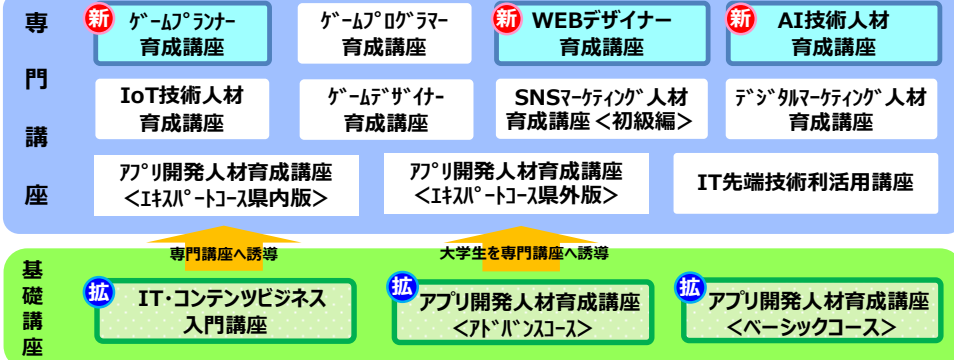 専門講座
新
ｹﾞｰﾑﾌﾟﾗﾝﾅｰ
育成講座
ｹﾞｰﾑﾌﾟﾛｸﾞﾗﾏｰ
育成講座
新
WEBデザイナー
育成講座
新
AI技術人材
育成講座
IoT技術人材
育成講座
ｹﾞｰﾑﾃﾞｻﾞｲﾅｰ
育成講座
SNSﾏｰｹﾃｨﾝｸﾞ人材
育成講座＜初級編＞
ﾃﾞｼﾞﾀﾙﾏｰｹﾃｨﾝｸﾞ人材
育成講座
ｱﾌﾟﾘ開発人材育成講座
＜ｴｷｽﾊﾟｰﾄｺｰｽ県内版＞
ｱﾌﾟﾘ開発人材育成講座
＜ｴｷｽﾊﾟｰﾄｺｰｽ県外版＞
IT先端技術利活用講座
専門講座へ誘導
大学生を専門講座へ誘導
基礎講座
拡
IT･コンテンツビジネス
入門講座
拡
アプリ開発人材育成講座
＜ｱﾄﾞﾊﾞﾝｽコース＞
拡
アプリ開発人材育成講座
＜ベーシックコース＞